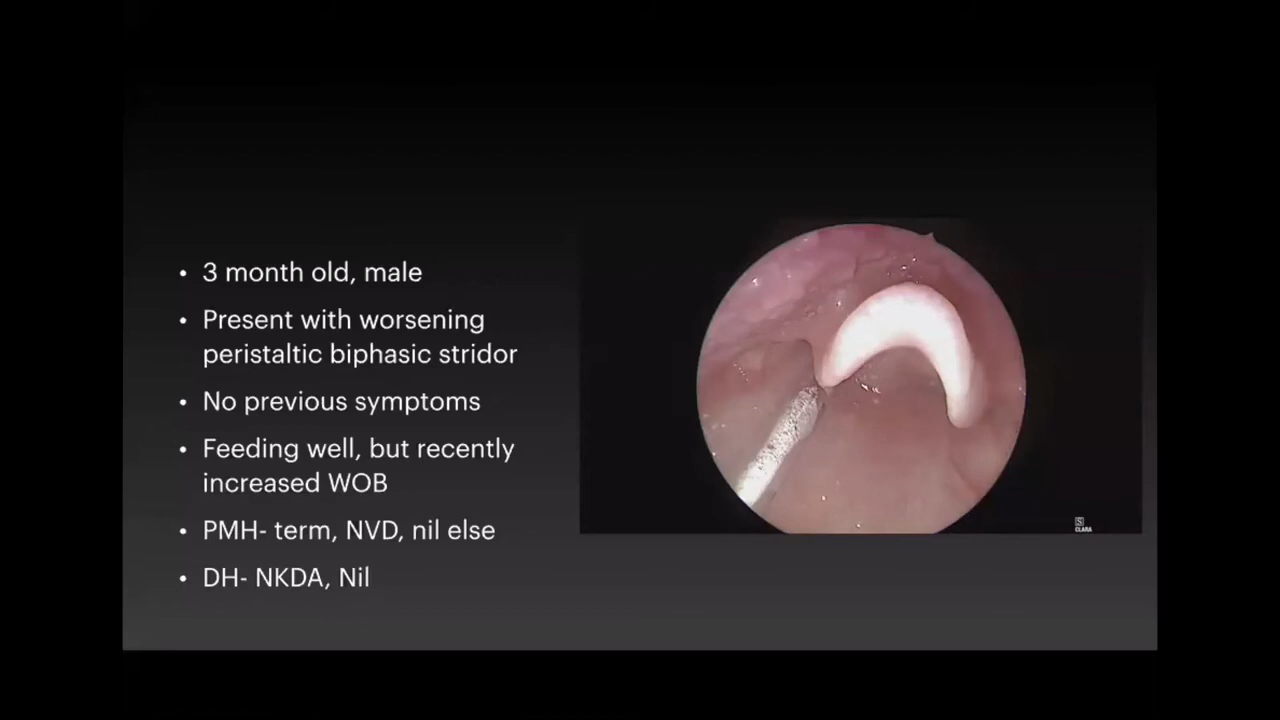 • 3 month old, male
• Present with worsening
peristaltic biphasic stridor
• No previous symptoms
• Feeding well, but recently
increased WOB
• PMH- term, NVD, nil else
• DH- NKDA, Nil
S
CLARA